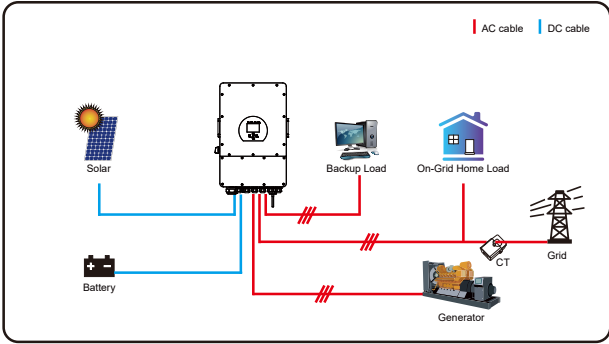 AC cable
DC cable
Solar
Backup Load
On-Grid Home Load
CT
Grid
Battery
Generator